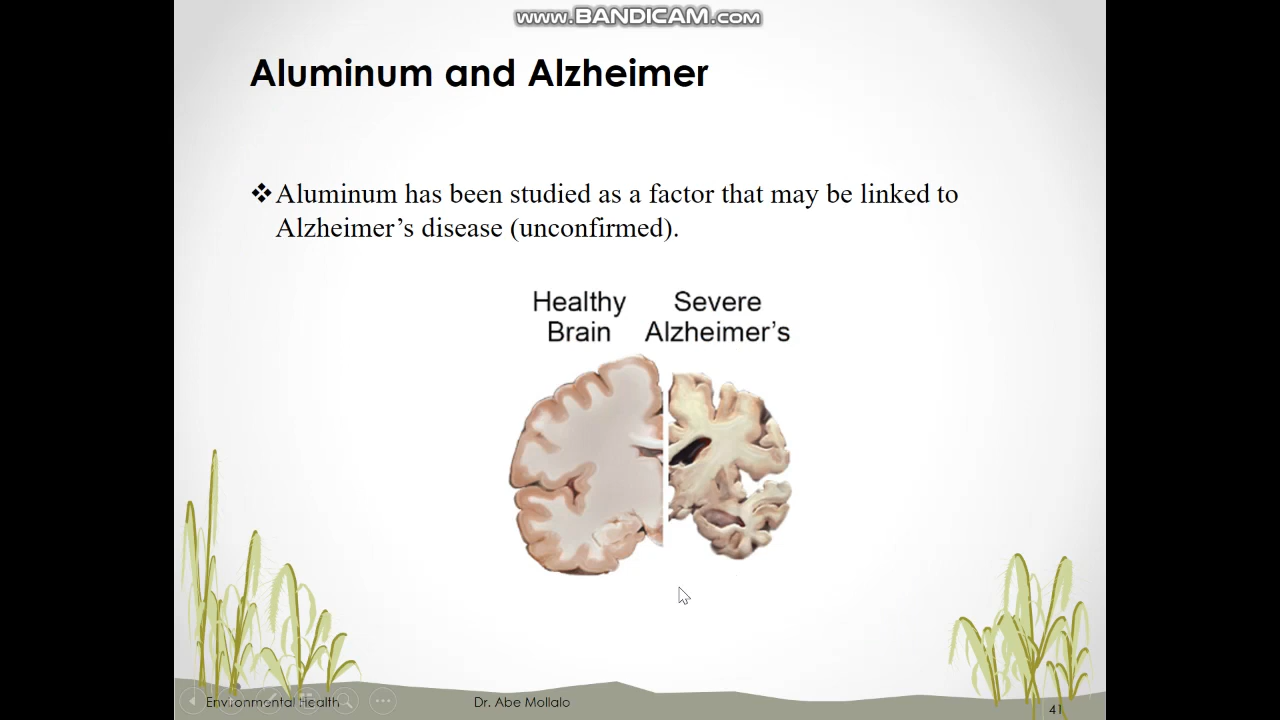 www.BANDICAM.com
Aluminum and Alzheimer
❖Aluminum has been studied as a factor that may be linked to
Alzheimer’s disease (unconfirmed).
Healthy Severe
Brain Alzheimer’s
Environmental Health Dr. Abe Mollalo 41